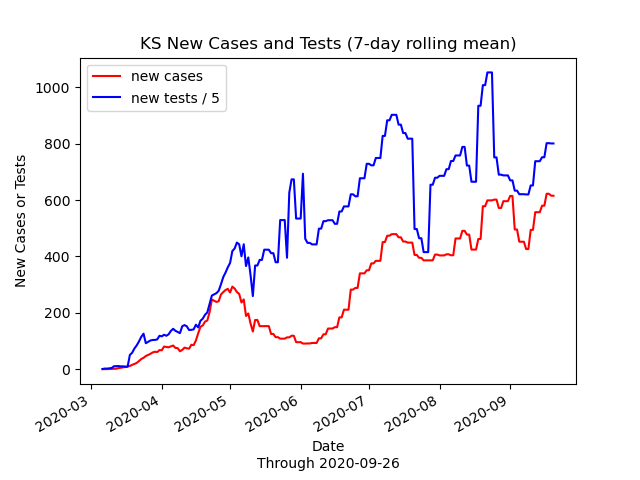 KS New Cases and Tests (7-day rolling mean)
new cases
new tests / 5
New Cases or Tests
1000
800
600
400
200
0
2020-03
2020-04
2020-05
2020-06
2020-07
2020-08
2020-09
Date
Through 2020-09-26